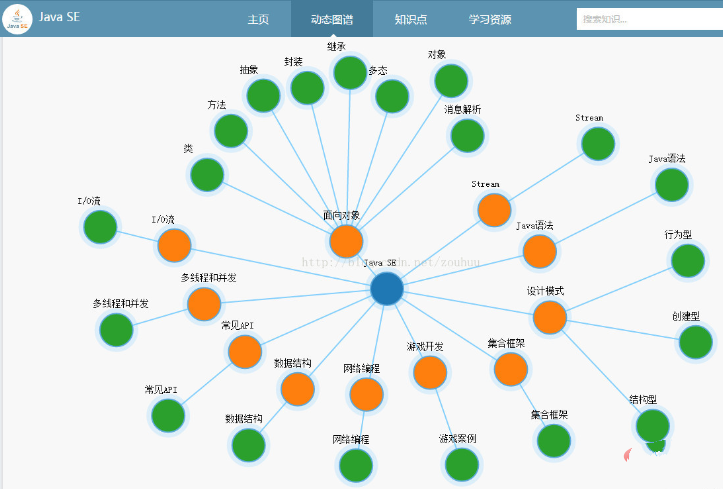 Java SE
Java SE
主页
动态图谱
知识点
学习资源
搜索知识...
继承
封装
多态
对象
抽象
方法
消息解析
Stream
类
Java语法
Stream
I/O流
I/O流
面向对象
Java语法
行为型
Java SE
多线程和并发
设计模式
多线程和并发
创建型
常见API
游戏开发
集合框架
数据结构
网络编程
常见API
结构型
数据结构
集合框架
网络编程
游戏案例